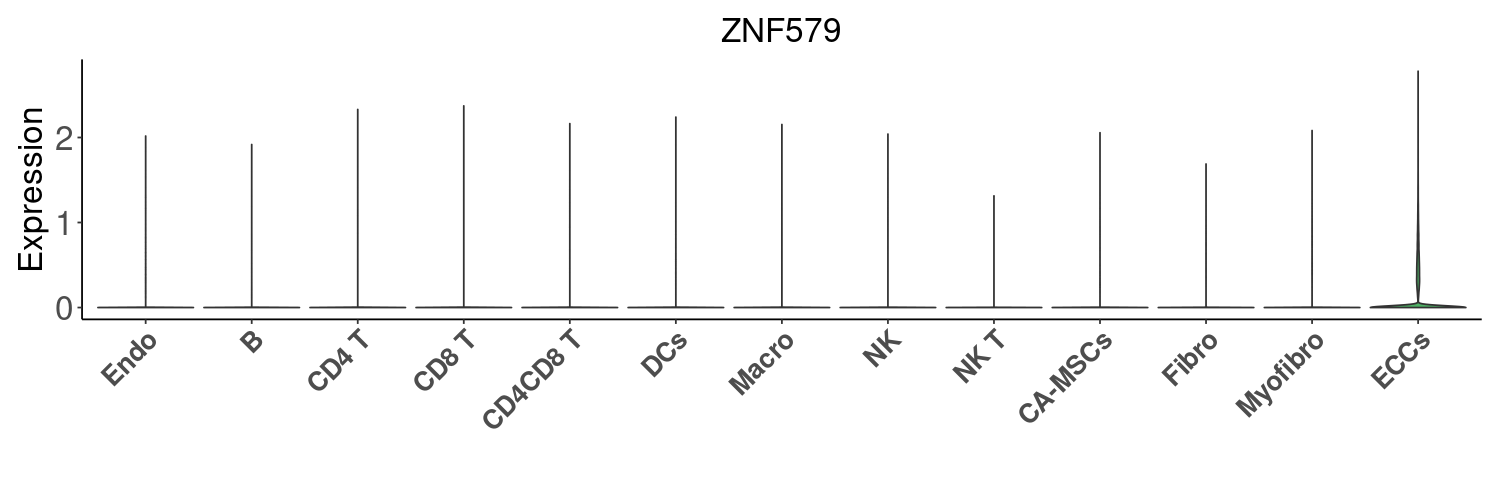 ZNF579
Expression
2
1
0
Endo
B
CD4 T
CD8 T
CD4CD8 T
DCs
Macro
NK
NK T
CA-MSCs
Fibro
Myofibro
ECCs